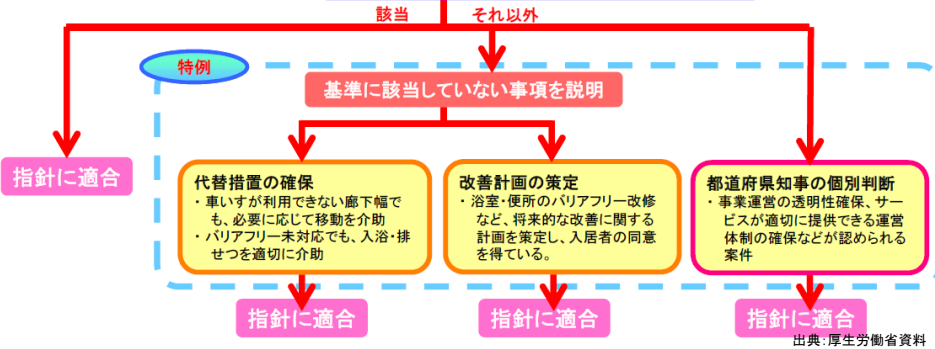 該当
それ以外
特例
基準に該当していない事項を説明
指針に適合
代替措置の確保
・車いすが利用できない廊下幅で
も、必要に応じて移動を介助
・バリアフリー未対応でも、入浴・排
せつを適切に介助
改善計画の策定
・浴室・便所のバリアフリー改修
など、将来的な改善に関する
計画を策定し、入居者の同意
を得ている。
都道府県知事の個別判断
・事業運営の透明性確保、サー
ビスが適切に提供できる運営
体制の確保などが認められる
案件
指針に適合
指針に適合
指針に適合
出典:厚生労働省資料